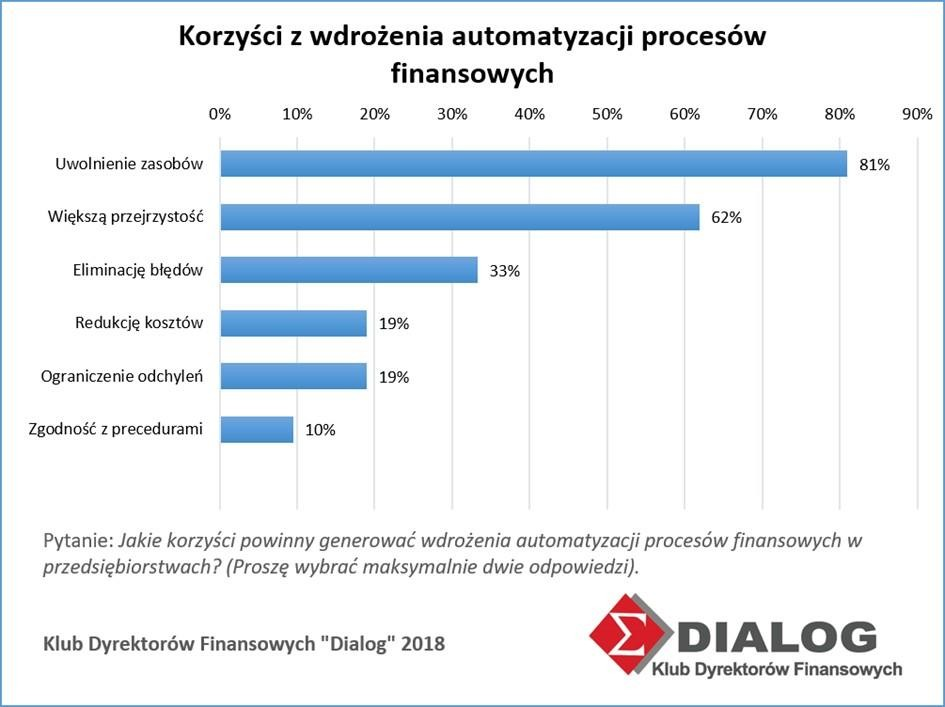 Korzyści z wdrożenia automatyzacji procesów
finansowych
0% 10% 20% 30% 40% 50% 60% 70% 80% 90%
Uwolnienie zasobów 81%
Większą przejrzystość 62%
Eliminację błędów 33%
Redukcję kosztów 19%
Ograniczenie odchyleń 19%
Zgodność z precedurami 10%
Pytanie: Jakie korzyści powinny generować wdrożenia automatyzacji procesów finansowych w
przedsiębiorstwach? (Proszę wybrać maksymalnie dwie odpowiedzi).
Klub Dyrektorów Finansowych "Dialog" 2018
Σ DIALOG
Klub Dyrektorów Finansowych